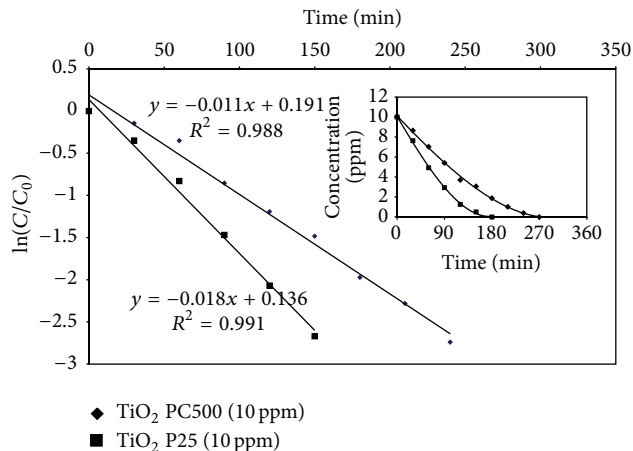 Time (min)
0 50 100 150 200 250 300 350
0.5
0
−0.5
−1
−1.5
−2
−2.5
−3
ln(C/C₀)
y = −0.011x + 0.191
R² = 0.988
y = −0.018x + 0.136
R² = 0.991
12
10
8
6
4
2
0
Concentration
(ppm)
0 90 180 270 360
Time (min)
TiO₂ PC500 (10 ppm)
TiO₂ P25 (10 ppm)